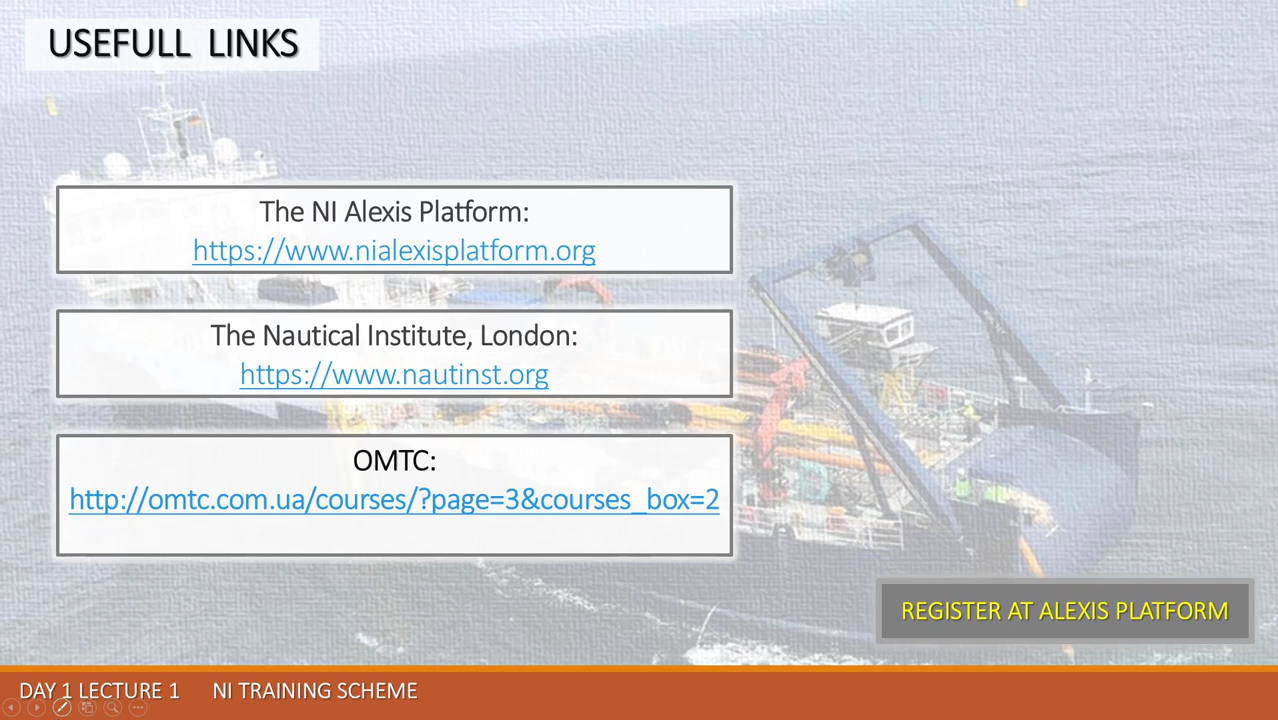 USEFULL LINKS
The NI Alexis Platform:
https://www.nialexisplatform.org
The Nautical Institute, London:
https://www.nautinst.org
OMTC:
http://omtc.com.ua/courses/?page=3&courses_box=2
REGISTER AT ALEXIS PLATFORM
DAY 1 LECTURE 1 NI TRAINING SCHEME